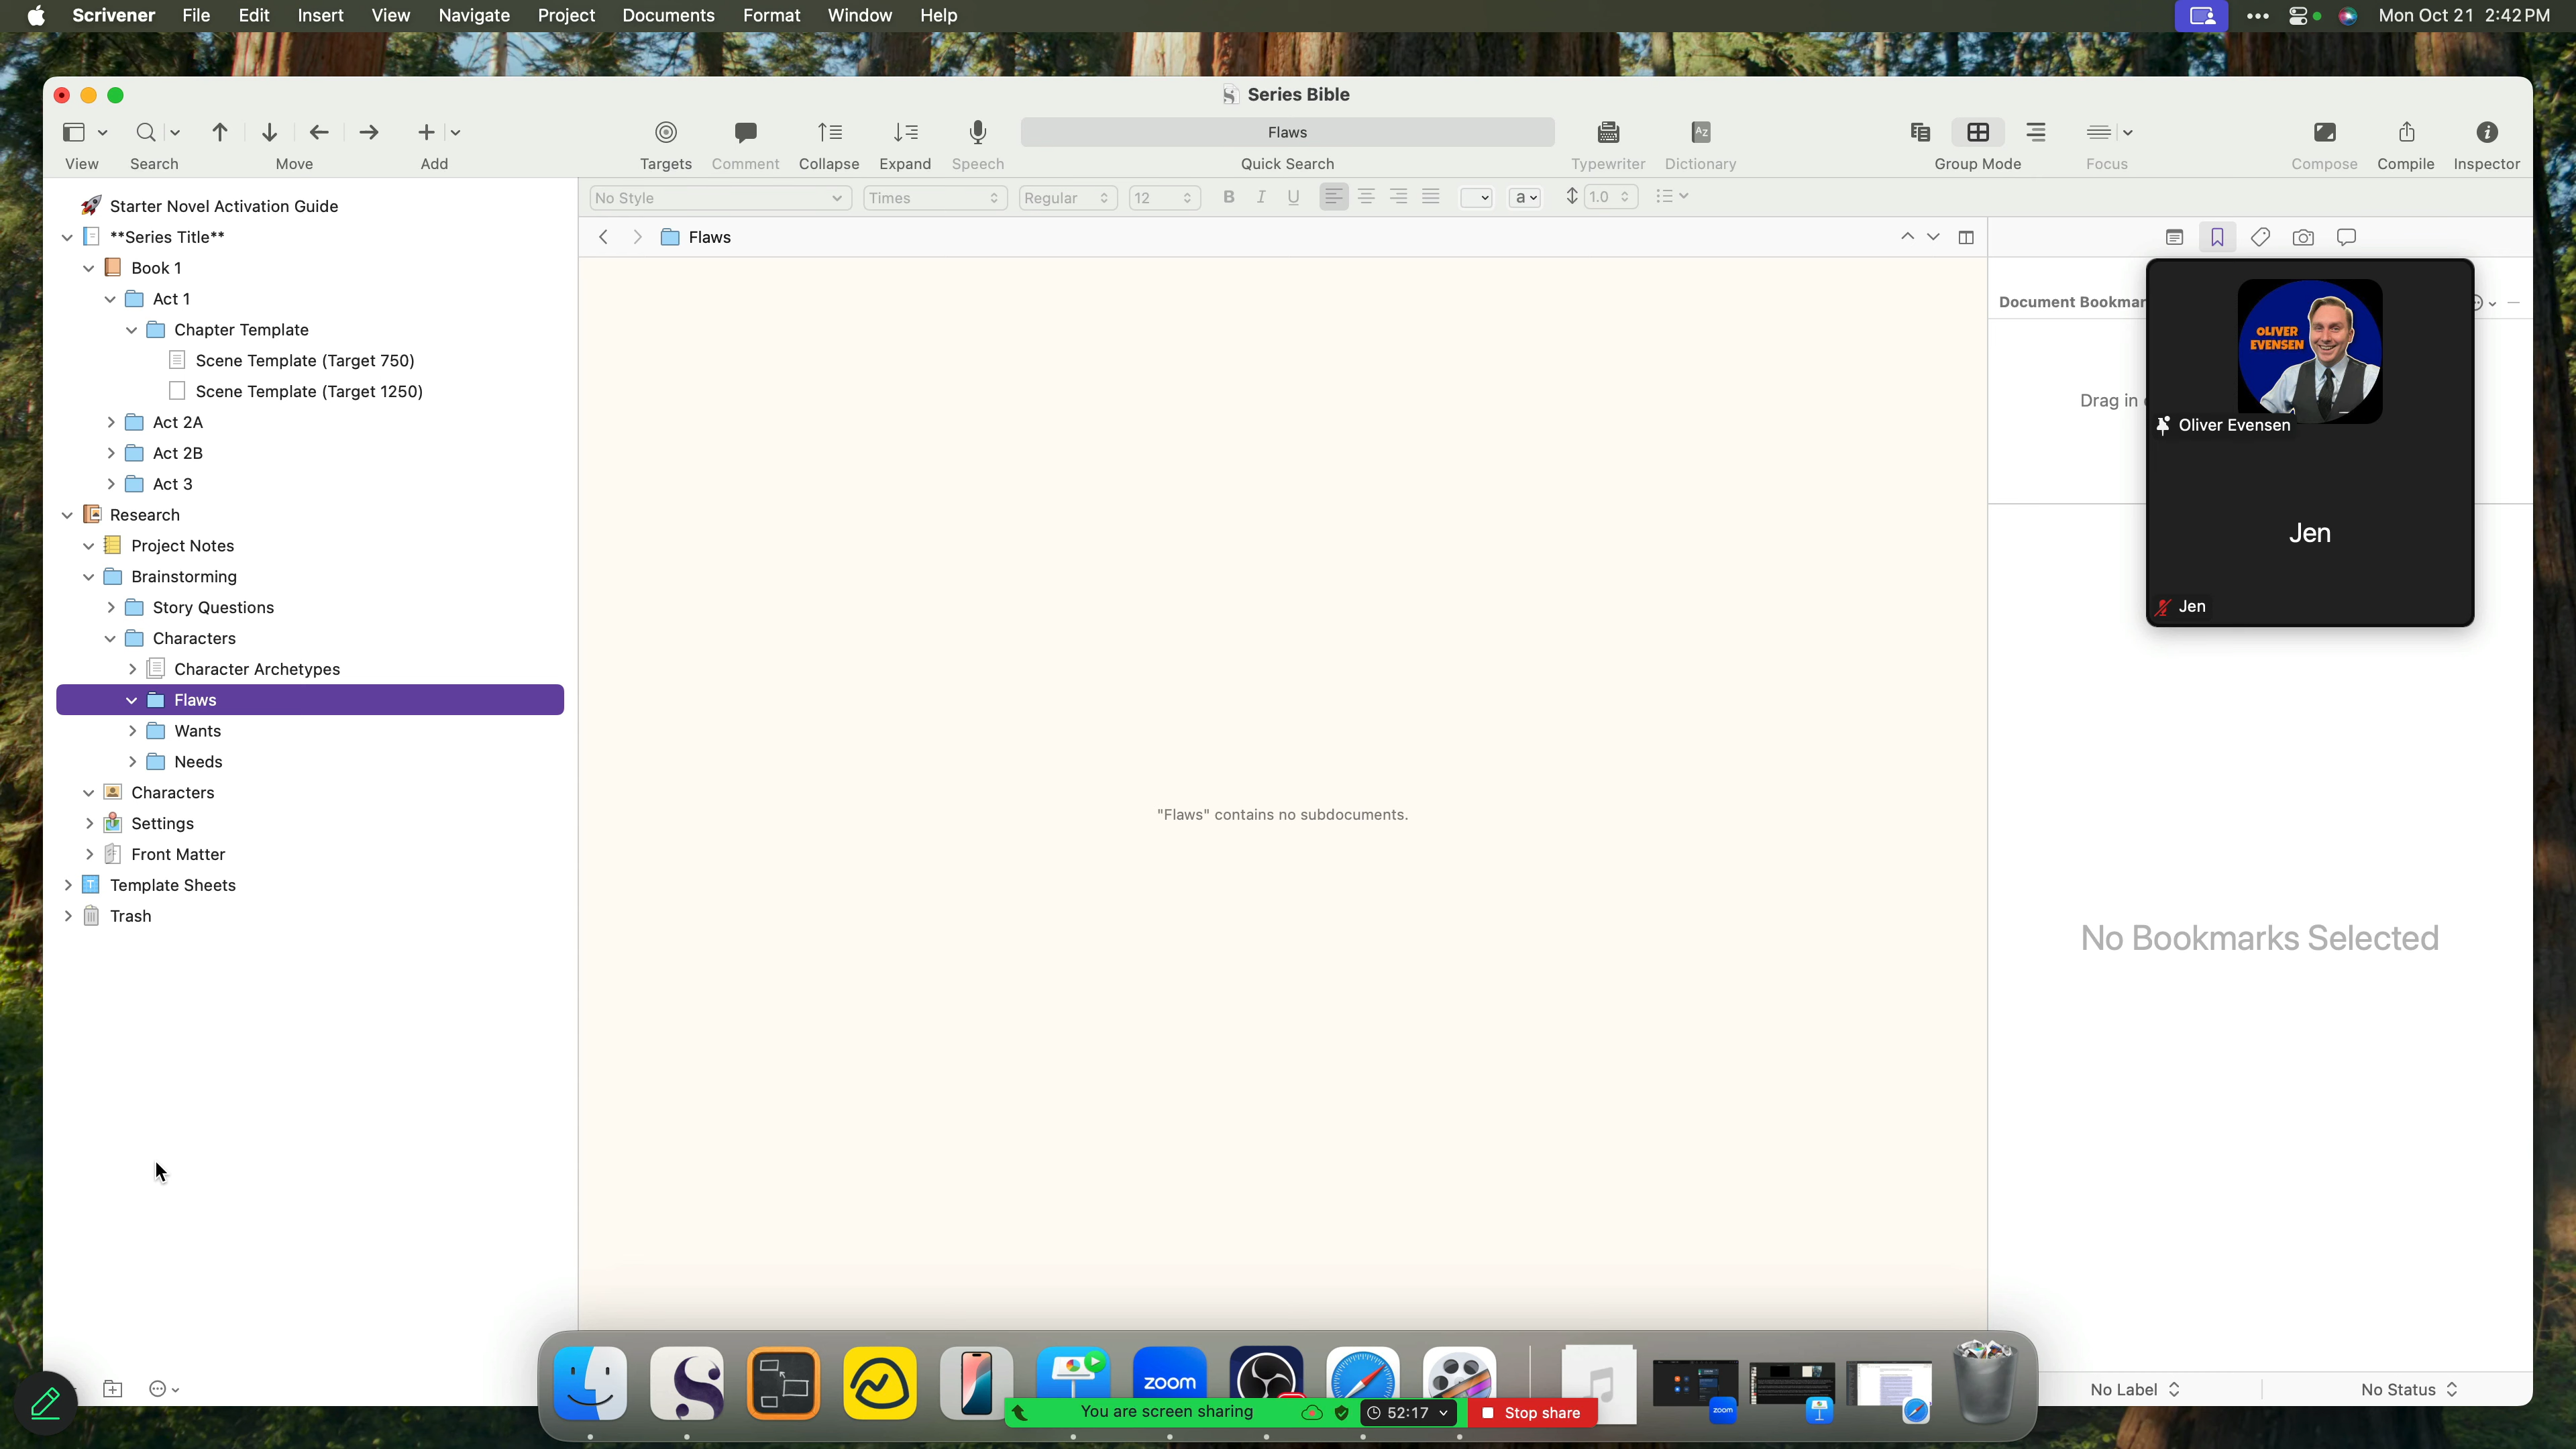 Scrivener File Edit Insert View Navigate Project Documents Format Window Help Mon Oct 21 2:42 PM
Series Bible
Flaws
View Search Move Add Targets Comment Collapse Expand Speech Quick Search Typewriter Dictionary Group Mode Focus Compose Compile Inspector
No Style Times Regular 12 B I U a 1.0
Flaws
Starter Novel Activation Guide
**Series Title**
Book 1
Act 1
Chapter Template
Scene Template (Target 750)
Scene Template (Target 1250)
Act 2A
Act 2B
Act 3
Research
Project Notes
Brainstorming
Story Questions
Characters
Character Archetypes
Flaws
Wants
Needs
Characters
Settings
Front Matter
Template Sheets
Trash
"Flaws" contains no subdocuments.
Document Bookmar
Drag in
OLIVER
EVENSEN
Oliver Evensen
Jen
Jen
No Bookmarks Selected
No Label No Status
zoom
You are screen sharing 52:17 Stop share
zoom